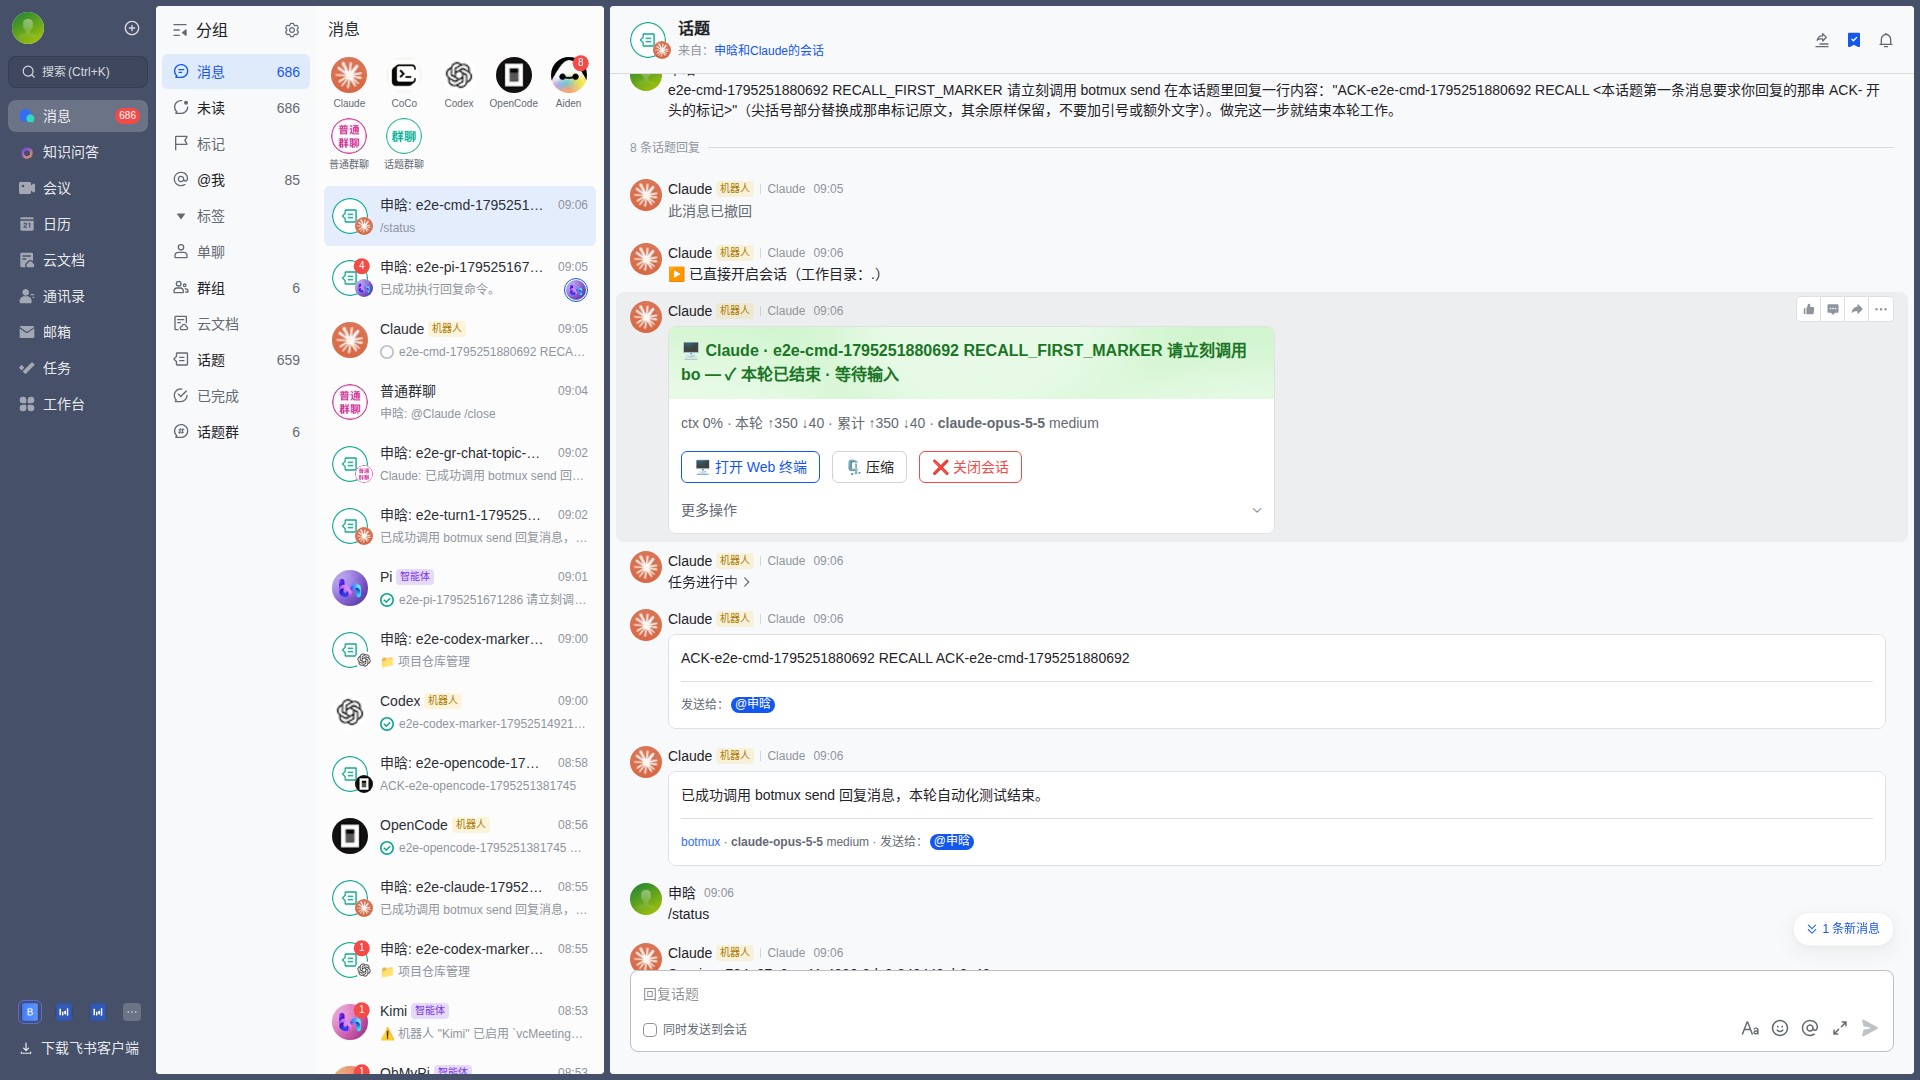 搜索 (Ctrl+K)
消息
686
知识问答
会议
日历
云文档
通讯录
邮箱
任务
工作台
下载飞书客户端
分组
消息 686
未读 686
标记
@我 85
标签
单聊
群组 6
云文档
话题 659
已完成
话题群 6
消息
8
Claude
CoCo
Codex
OpenCode
Aiden
普通群聊
群聊
普通群聊
话题群聊
申晗: e2e-cmd-1795251... 09:06
/status
4
申晗: e2e-pi-179525167... 09:05
已成功执行回复命令。
Claude 机器人 09:05
e2e-cmd-1795251880692 RECA...
普通群聊
普通群聊 09:04
申晗: @Claude /close
申晗: e2e-gr-chat-topic-... 09:02
Claude: 已成功调用 botmux send 回...
申晗: e2e-turn1-179525... 09:02
已成功调用 botmux send 回复消息，...
Pi 智能体 09:01
e2e-pi-1795251671286 请立刻调...
申晗: e2e-codex-marker... 09:00
📁 项目仓库管理
Codex 机器人 09:00
e2e-codex-marker-17952514921...
申晗: e2e-opencode-17... 08:58
ACK-e2e-opencode-1795251381745
OpenCode 机器人 08:56
e2e-opencode-1795251381745 ...
申晗: e2e-claude-17952... 08:55
已成功调用 botmux send 回复消息，...
1
申晗: e2e-codex-marker... 08:55
📁 项目仓库管理
1
Kimi 智能体 08:53
⚠️ 机器人 "Kimi" 已启用 `vcMeeting...
1
OhMyPi 智能体 08:53
话题
来自：申晗和Claude的会话
e2e-cmd-1795251880692 RECALL_FIRST_MARKER 请立刻调用 botmux send 在本话题里回复一行内容："ACK-e2e-cmd-1795251880692 RECALL <本话题第一条消息要求你回复的那串 ACK- 开
头的标记>"（尖括号部分替换成那串标记原文，其余原样保留，不要加引号或额外文字）。做完这一步就结束本轮工作。
8 条话题回复
Claude 机器人 Claude 09:05
此消息已撤回
Claude 机器人 Claude 09:06
▶️ 已直接开启会话（工作目录：.）
Claude 机器人 Claude 09:06
🖥️ Claude · e2e-cmd-1795251880692 RECALL_FIRST_MARKER 请立刻调用
bo — ✓ 本轮已结束 · 等待输入
ctx 0% · 本轮 ↑350 ↓40 · 累计 ↑350 ↓40 · claude-opus-5-5 medium
🖥️ 打开 Web 终端
🗜️ 压缩
❌ 关闭会话
更多操作
Claude 机器人 Claude 09:06
任务进行中
Claude 机器人 Claude 09:06
ACK-e2e-cmd-1795251880692 RECALL ACK-e2e-cmd-1795251880692
发送给：@申晗
Claude 机器人 Claude 09:06
已成功调用 botmux send 回复消息，本轮自动化测试结束。
botmux · claude-opus-5-5 medium · 发送给：@申晗
申晗 09:06
/status
1 条新消息
Claude 机器人 Claude 09:06
回复话题
同时发送到会话